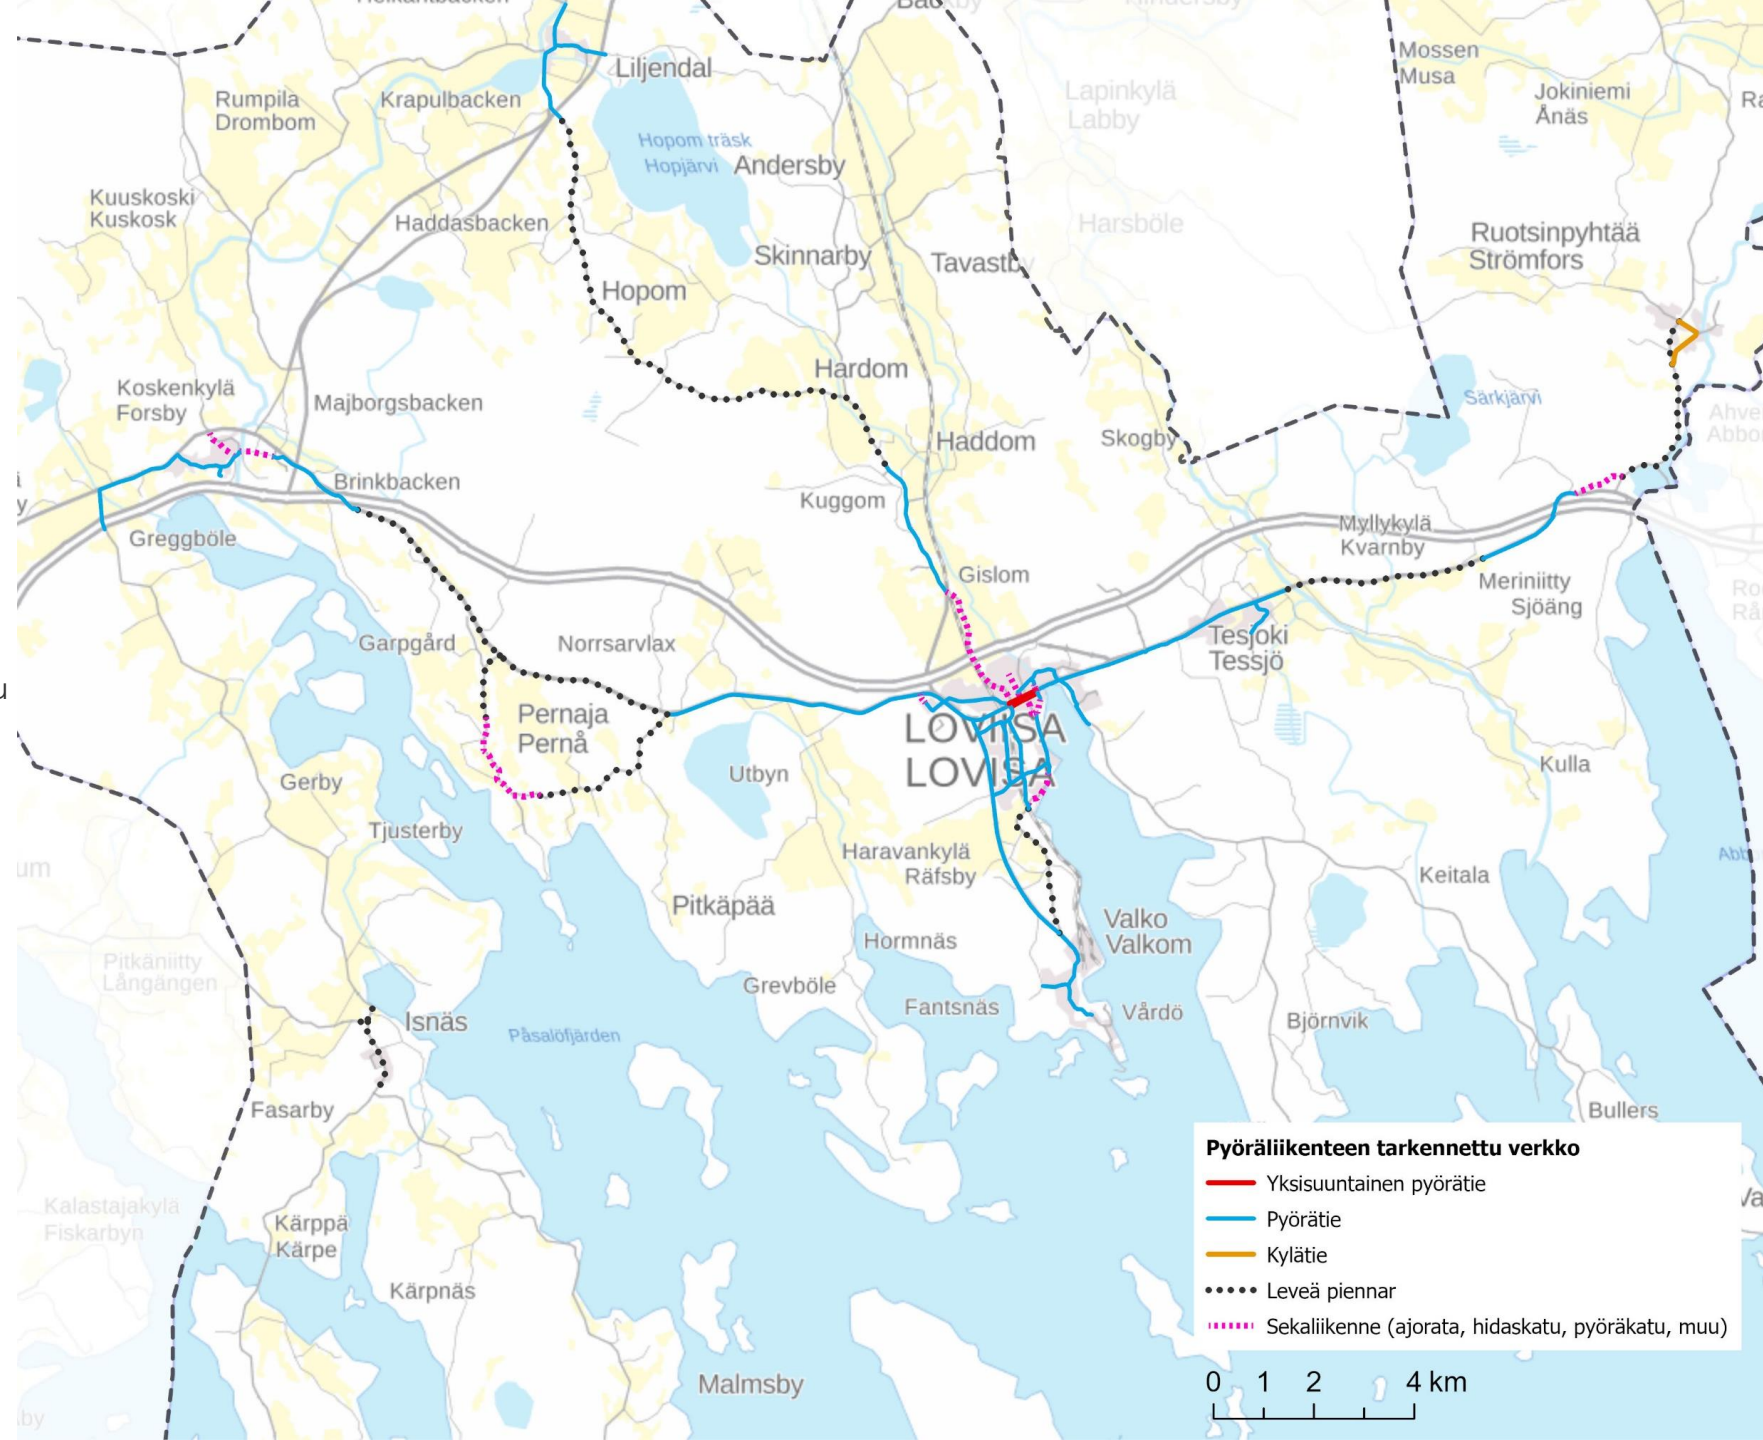 Liljendal
Mossen
Musa
Rumpila
Drombom
Krapulbacken
Lapinkylä
Labby
Jokiniemi
Ånäs
Hopom träsk
Hopjärvi
Andersby
Kuuskoski
Kuskosk
Haddasbacken
Harsböle
Ruotsinpyhtää
Strömfors
Skinnarby
Tavastby
Hopom
Hardom
Koskenkylä
Forsby
Majborgsbacken
Särkjärvi
Haddom
Skogby
Brinkbacken
Kuggom
Greggböle
Myllykylä
Kvarnby
Gislom
Meriniitty
Sjöäng
Garpgård
Norrsarvlax
Tesjoki
Tessjö
Pernaja
Pernå
LOVIISA
LOVISA
Utbyn
Kulla
Gerby
Tjusterby
Haravankylä
Räfsby
Keitala
Pitkäpää
Valko
Valkom
Hormnäs
Pitkäniitty
Långängen
Grevböle
Fantsnäs
Vårdö
Isnäs
Påsalöfjärden
Björnvik
Fasarby
Bullers
Kalastajakylä
Fiskarbyn
Kärppä
Kärpe
Kärpnäs
Malmsby
Pyöräliikenteen tarkennettu verkko
Yksisuuntainen pyörätie
Pyörätie
Kylätie
Leveä piennar
Sekaliikenne (ajorata, hidaskatu, pyöräkatu, muu)
0 1 2 4 km